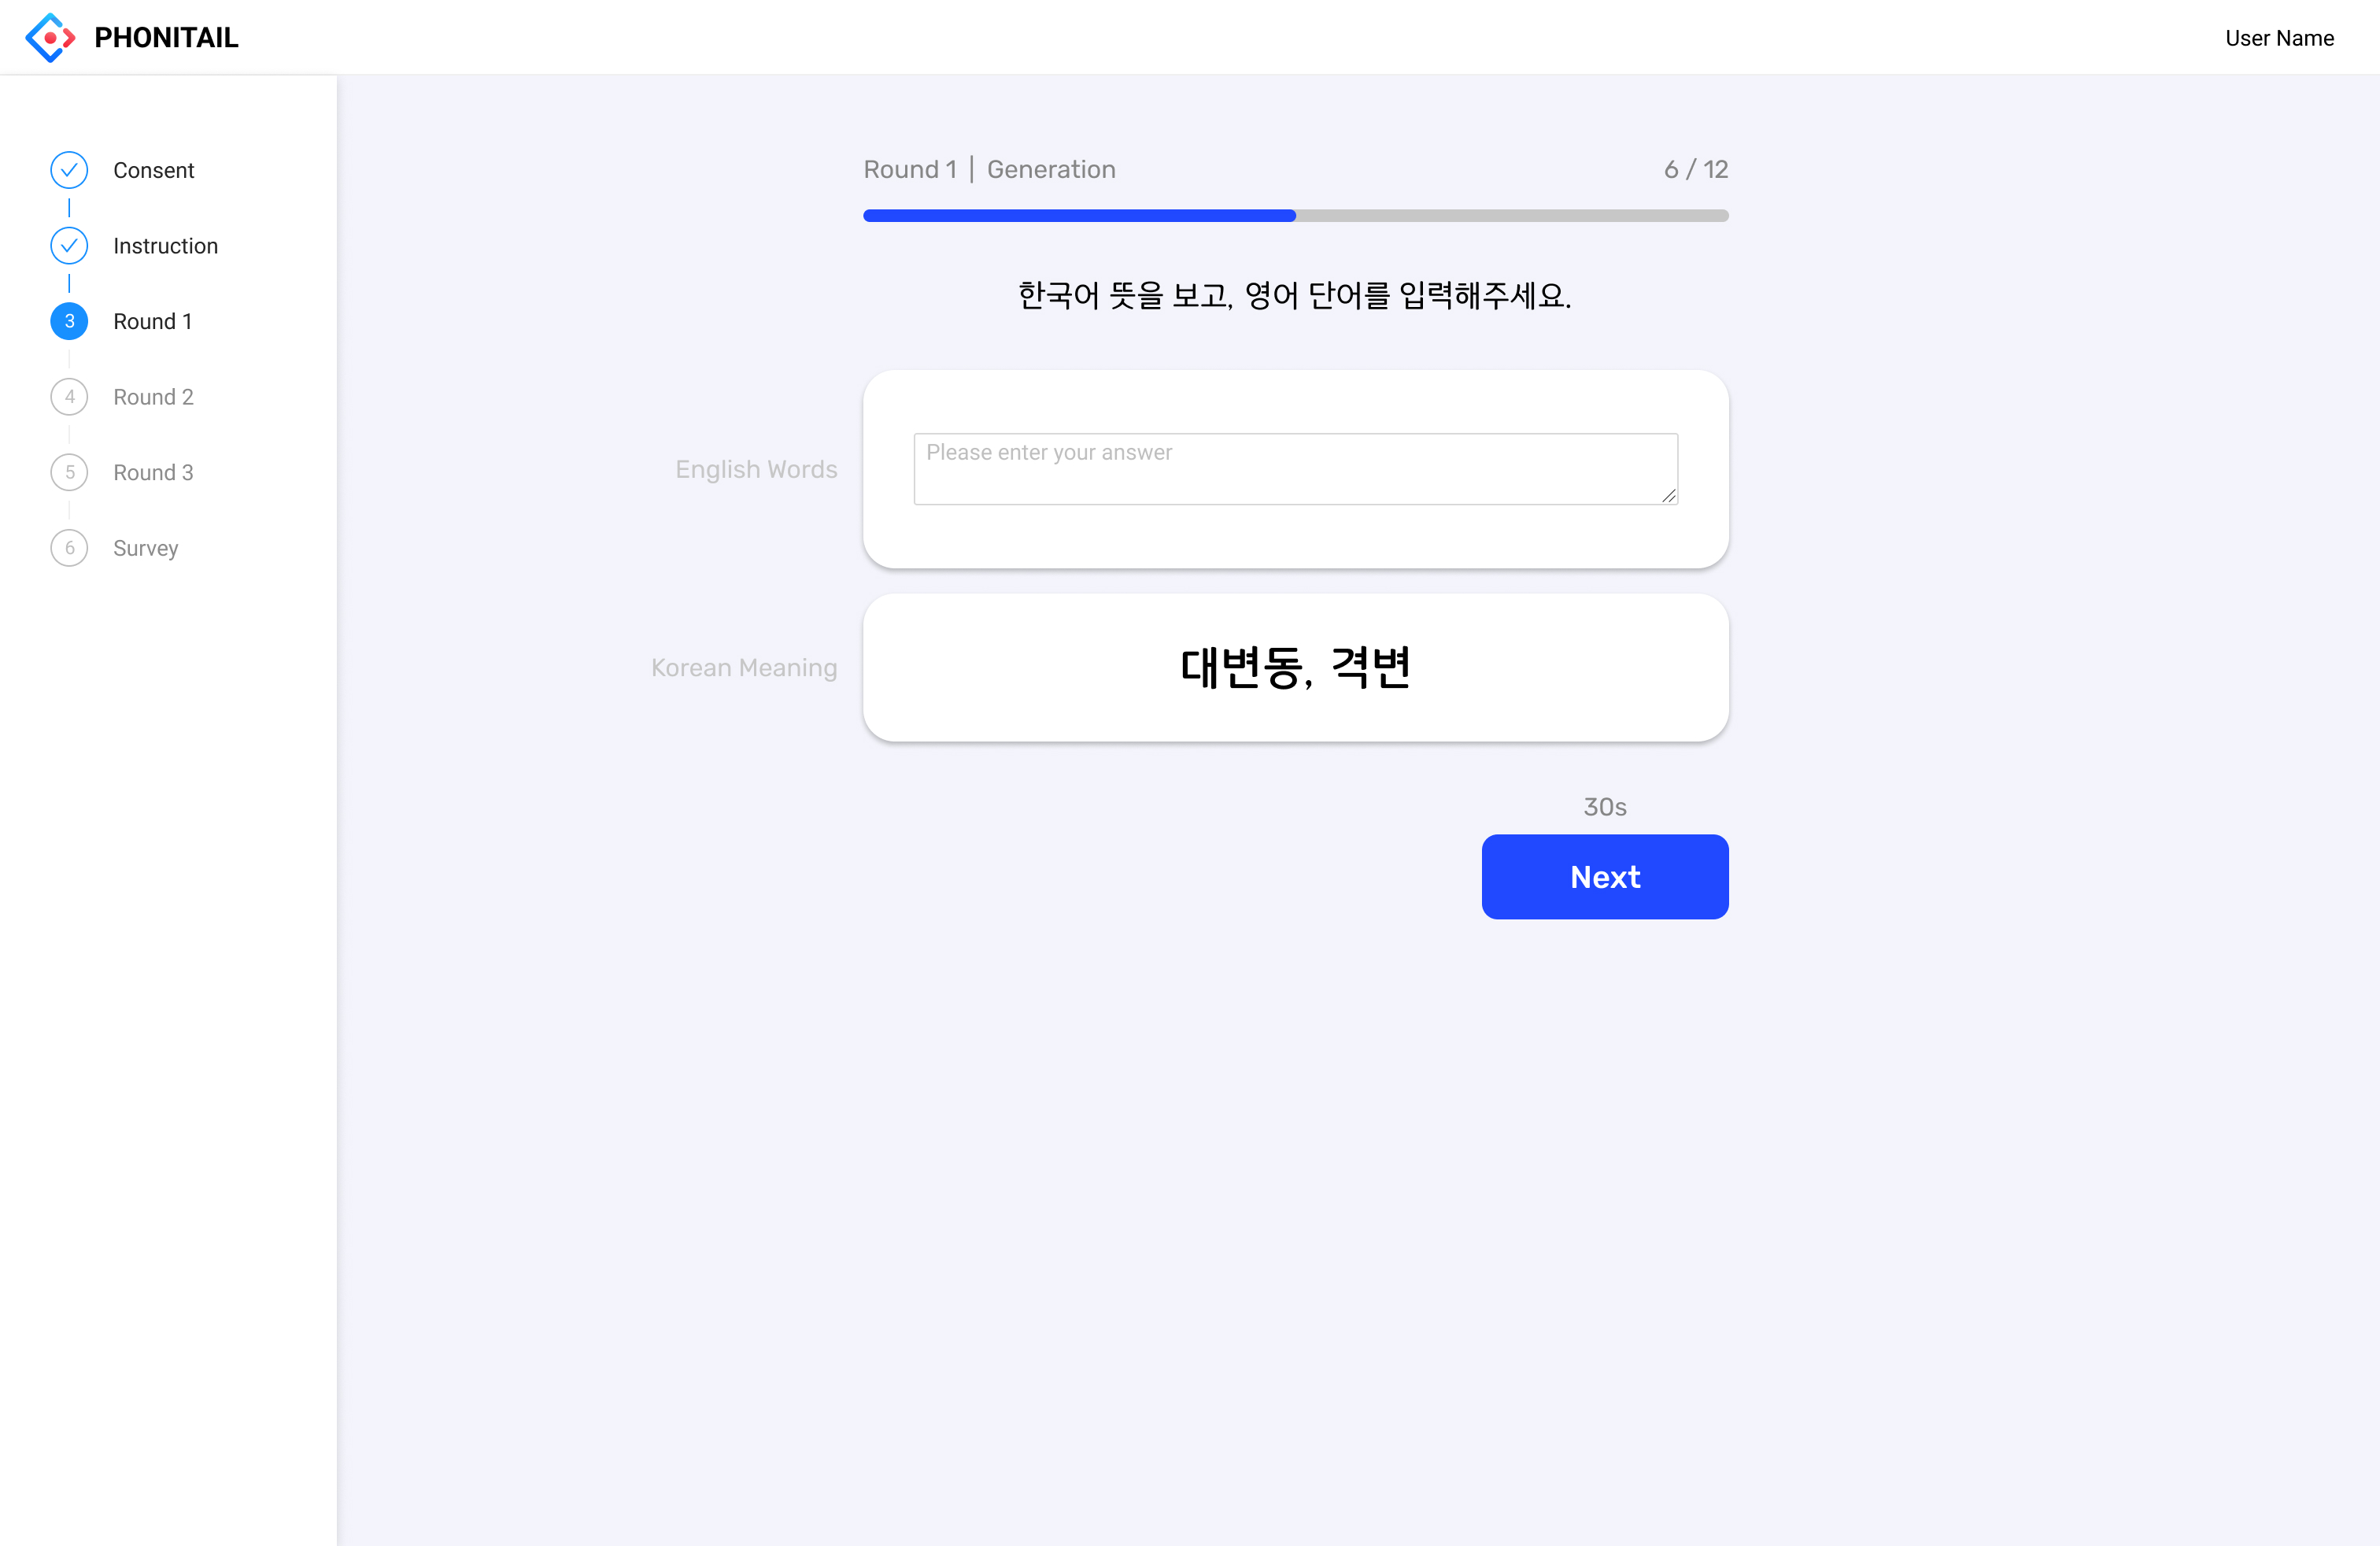 PHONITAIL
User Name
Consent
Instruction
3 Round 1
4 Round 2
5 Round 3
6 Survey
Round 1 | Generation 6 / 12
한국어 뜻을 보고, 영어 단어를 입력해주세요.
English Words
Please enter your answer
Korean Meaning
대변동, 격변
30s
Next